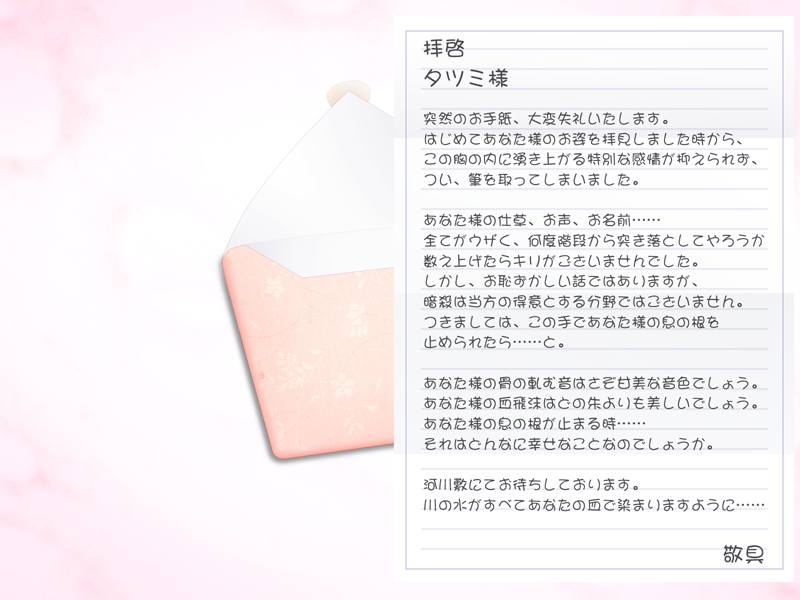 拝啓
タツミ様
突然のお手紙、大変失礼いたします。
はじめてあなた様のお姿を拝見しました時から、
この胸の内に湧き上がる特別な感情が抑えられず、
つい、筆を取ってしまいました。
あなた様の仕草、お声、お名前……
全てがウザく、何度階段から突き落としてやろうか
数え上げたらキリがございませんでした。
しかし、お恥ずかしい話ではありますが、
暗殺は当方の得意とする分野ではございません。
つきましては、この手であなた様の息の根を
止められたら……と。
あなた様の骨の軋む音はさぞ甘美な音色でしょう。
あなた様の血飛沫はどの朱よりも美しいでしょう。
あなた様の息の根が止まる時……
それはどんなに幸せなことなのでしょうか。
河川敷にてお待ちしております。
川の水がすべてあなたの血で染まりますように……
敬具